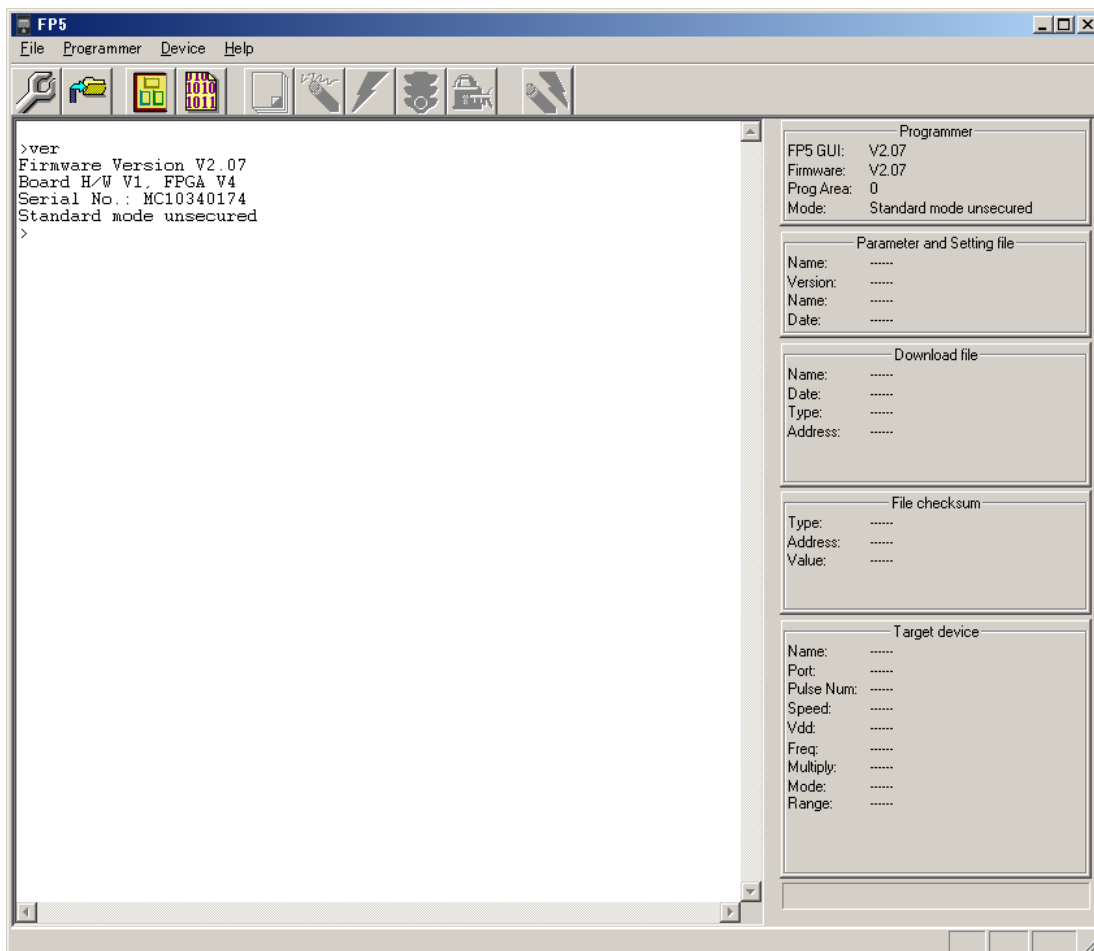 FP5
File Programmer Device Help
>ver
Firmware Version V2.07
Board H/W V1, FPGA V4
Serial No.: MC10340174
Standard mode unsecured
>
Programmer
FP5 GUI: V2.07
Firmware: V2.07
Prog Area: 0
Mode: Standard mode unsecured
Parameter and Setting file
Name: ------
Version: ------
Name: ------
Date: ------
Download file
Name: ------
Date: ------
Type: ------
Address: ------
File checksum
Type: ------
Address: ------
Value: ------
Target device
Name: ------
Port: ------
Pulse Num: ------
Speed: ------
Vdd: ------
Freq: ------
Multiply: ------
Mode: ------
Range: ------